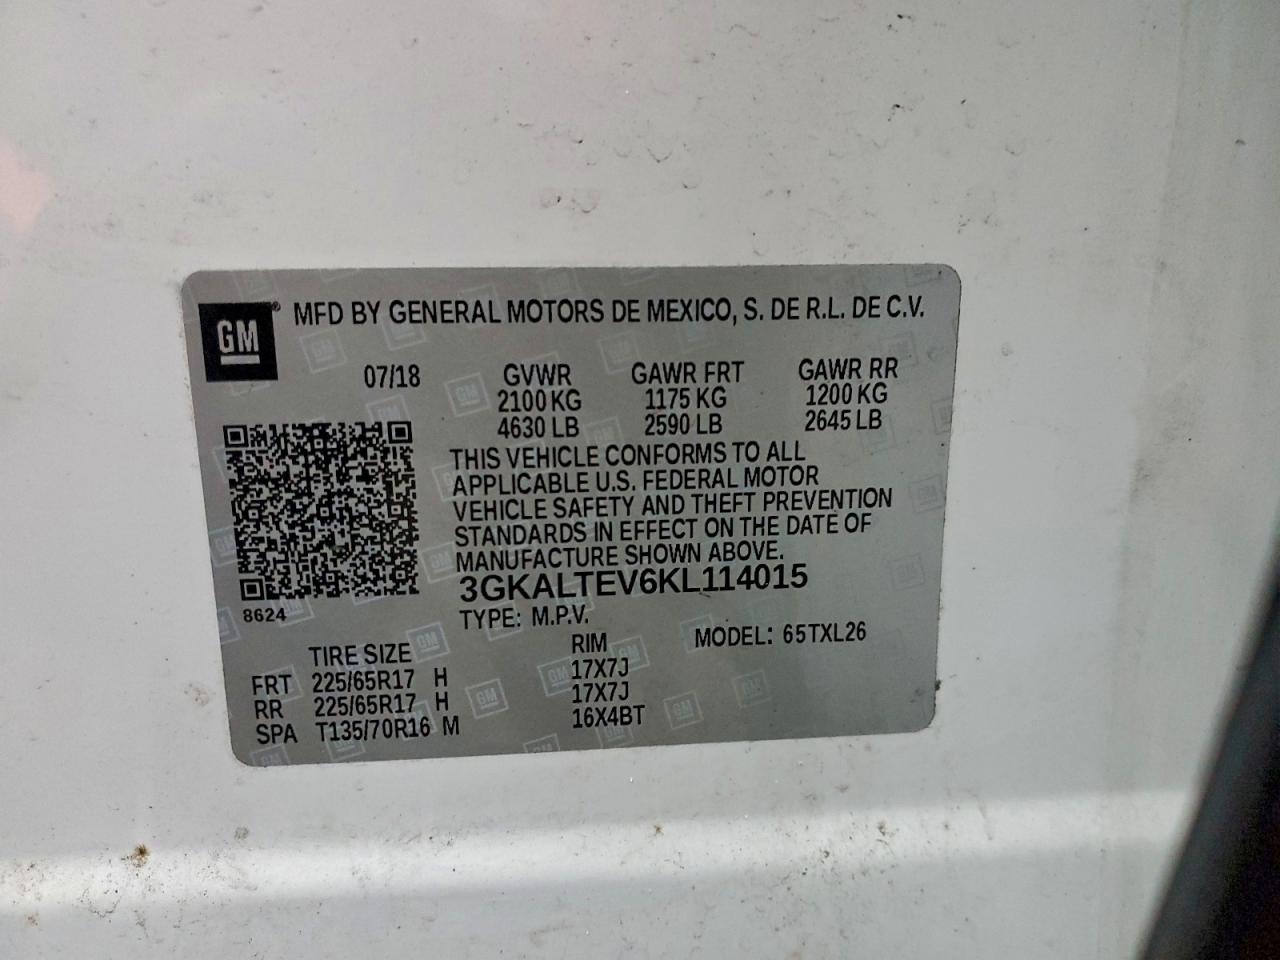 GM® MFD BY GENERAL MOTORS DE MEXICO, S. DE R.L. DE C.V.
07/18 GVWR GAWR FRT GAWR RR
2100 KG 1175 KG 1200 KG
4630 LB 2590 LB 2645 LB
THIS VEHICLE CONFORMS TO ALL
APPLICABLE U.S. FEDERAL MOTOR
VEHICLE SAFETY AND THEFT PREVENTION
STANDARDS IN EFFECT ON THE DATE OF
MANUFACTURE SHOWN ABOVE.
3GKALTEV6KL114015
8624 TYPE: M.P.V.
TIRE SIZE RIM MODEL: 65TXL26
FRT 225/65R17 H 17X7J
RR 225/65R17 H 17X7J
SPA T135/70R16 M 16X4BT